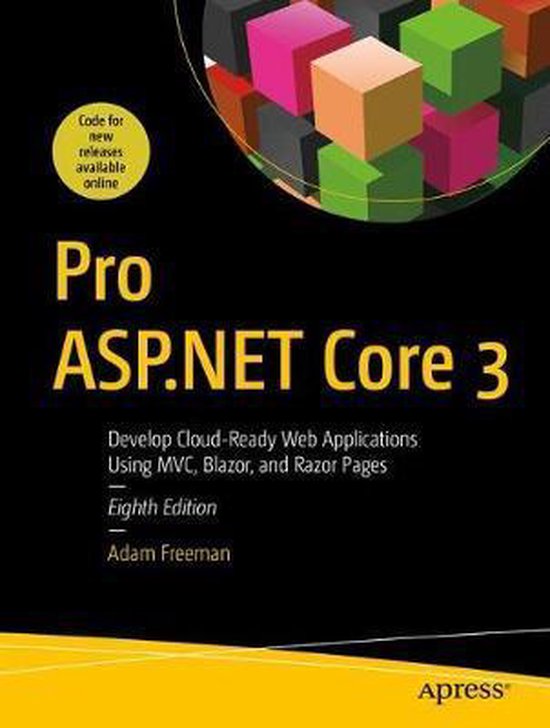 Code for
new
releases
available
online
Pro
ASP.NET Core 3
Develop Cloud-Ready Web Applications
Using MVC, Blazor, and Razor Pages
—
Eighth Edition
—
Adam Freeman
Apress®